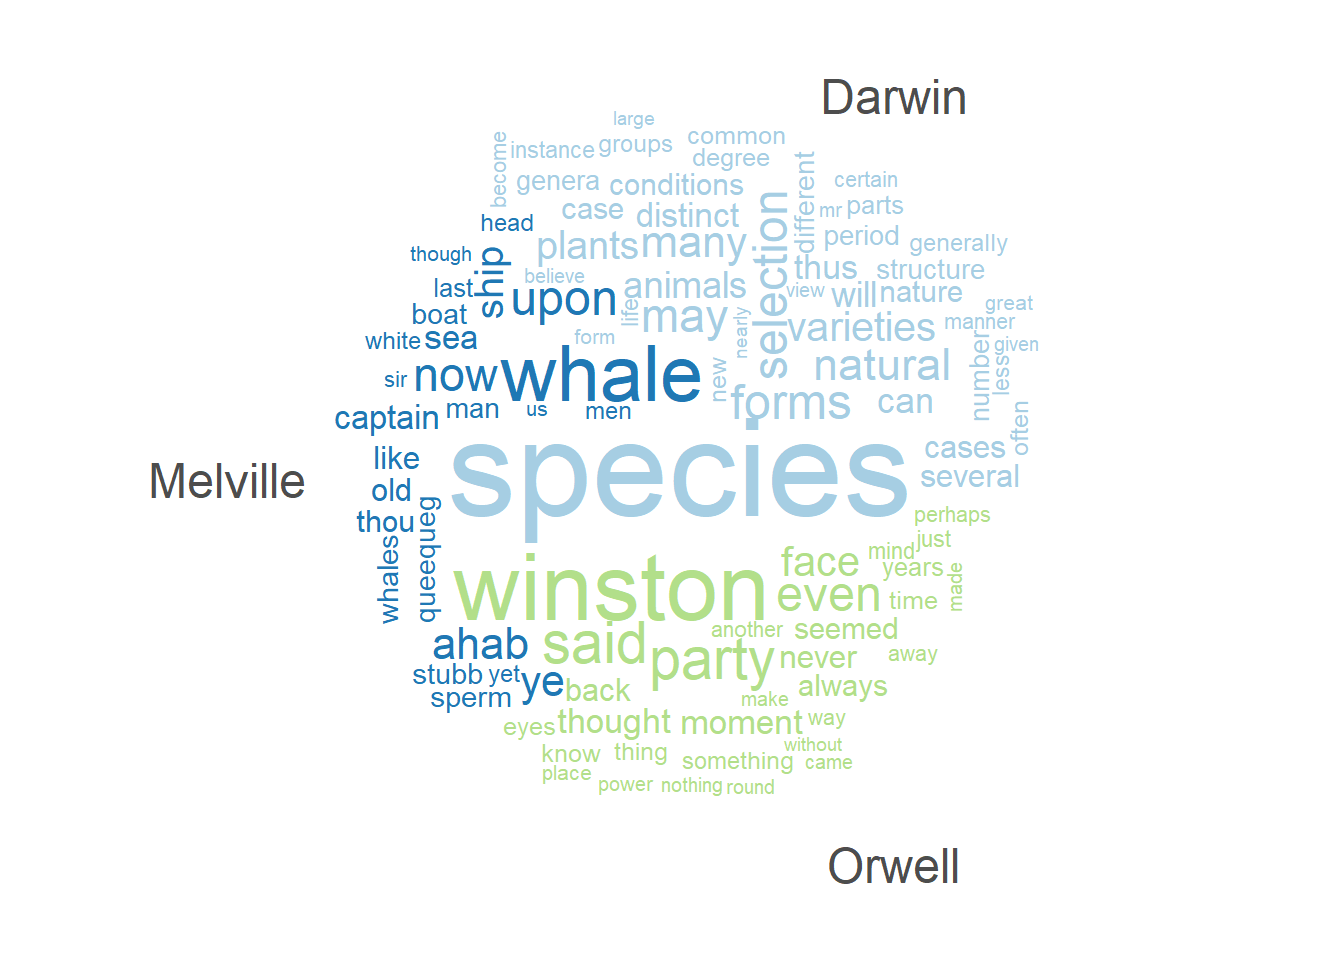 Darwin
large
become
instance
groups
common
degree
genera
conditions
different
certain
case
distinct
selection
mr
parts
head
plants
many
period
generally
though
ship
believe
animals
thus
structure
last
upon
life
may
view
will
nature
great
boat
white
sea
form
nearly
varieties
manner
sir
now
whale
new
natural
number
less
given
captain
man
us
men
forms
can
often
Melville
like
species
cases
old
several
thou
queequeg
perhaps
whales
winston
face
mind
just
years
even
time
made
ahab
said
another
seemed
party
never
away
stubb
yet
ye
back
always
sperm
make
eyes
thought
moment
way
know
thing
something
without
came
place
power
nothing
round
Orwell